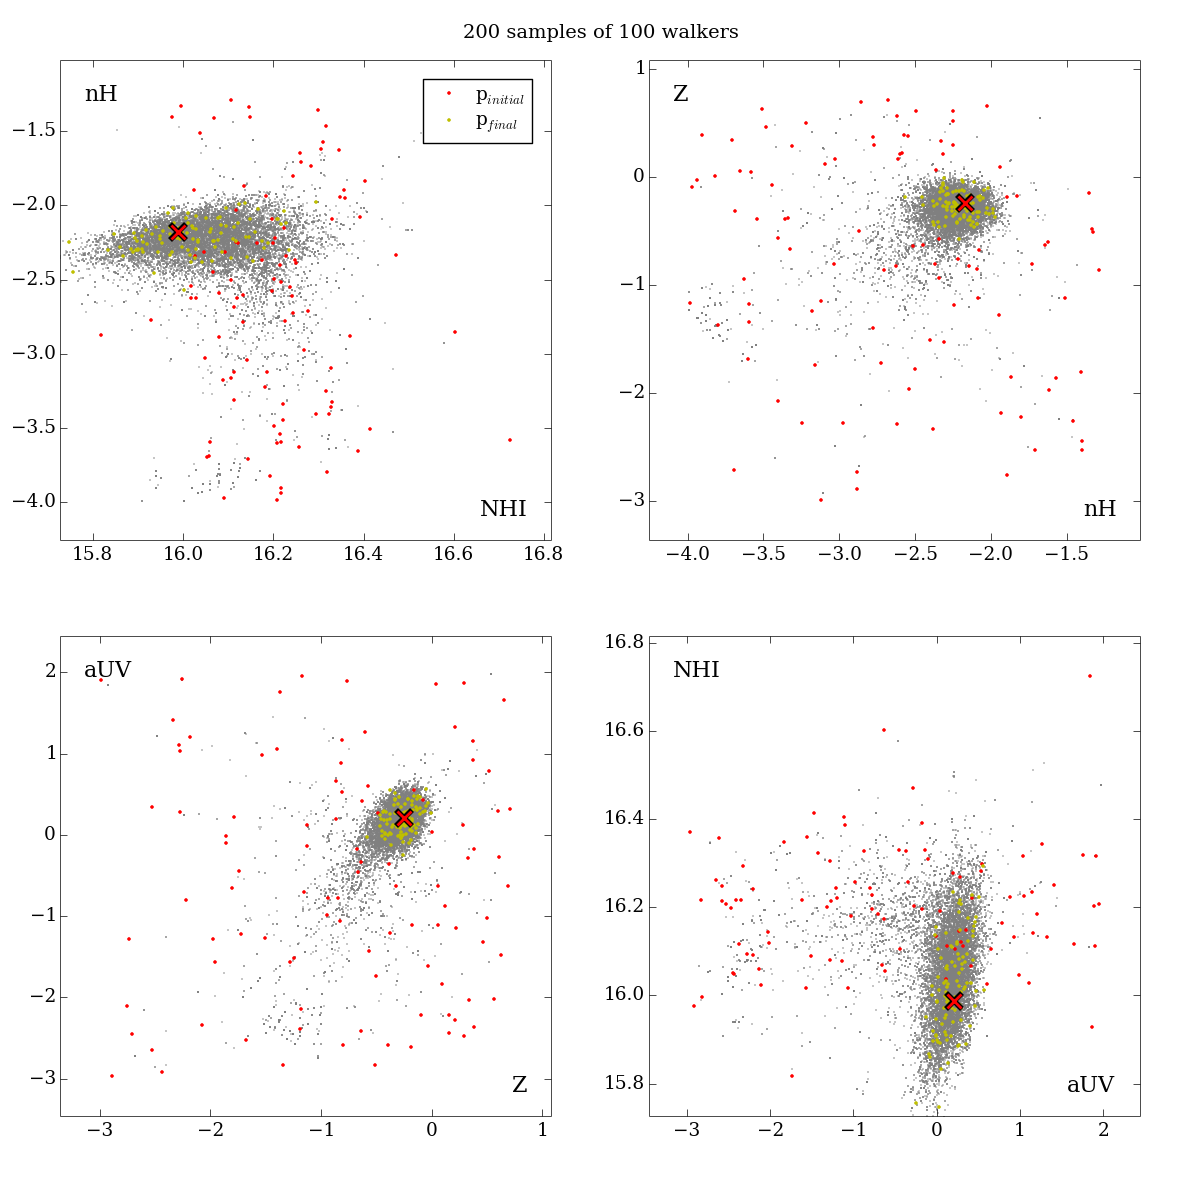 200 samples of 100 walkers
nH
p_initial
p_final
−1.5
−2.0
−2.5
−3.0
−3.5
−4.0
NHI
15.8 16.0 16.2 16.4 16.6 16.8
Z
1
0
−1
−2
−3
nH
−4.0 −3.5 −3.0 −2.5 −2.0 −1.5
aUV
2
1
0
−1
−2
−3
Z
−3 −2 −1 0 1
16.8
NHI
16.6
16.4
16.2
16.0
15.8
aUV
−3 −2 −1 0 1 2